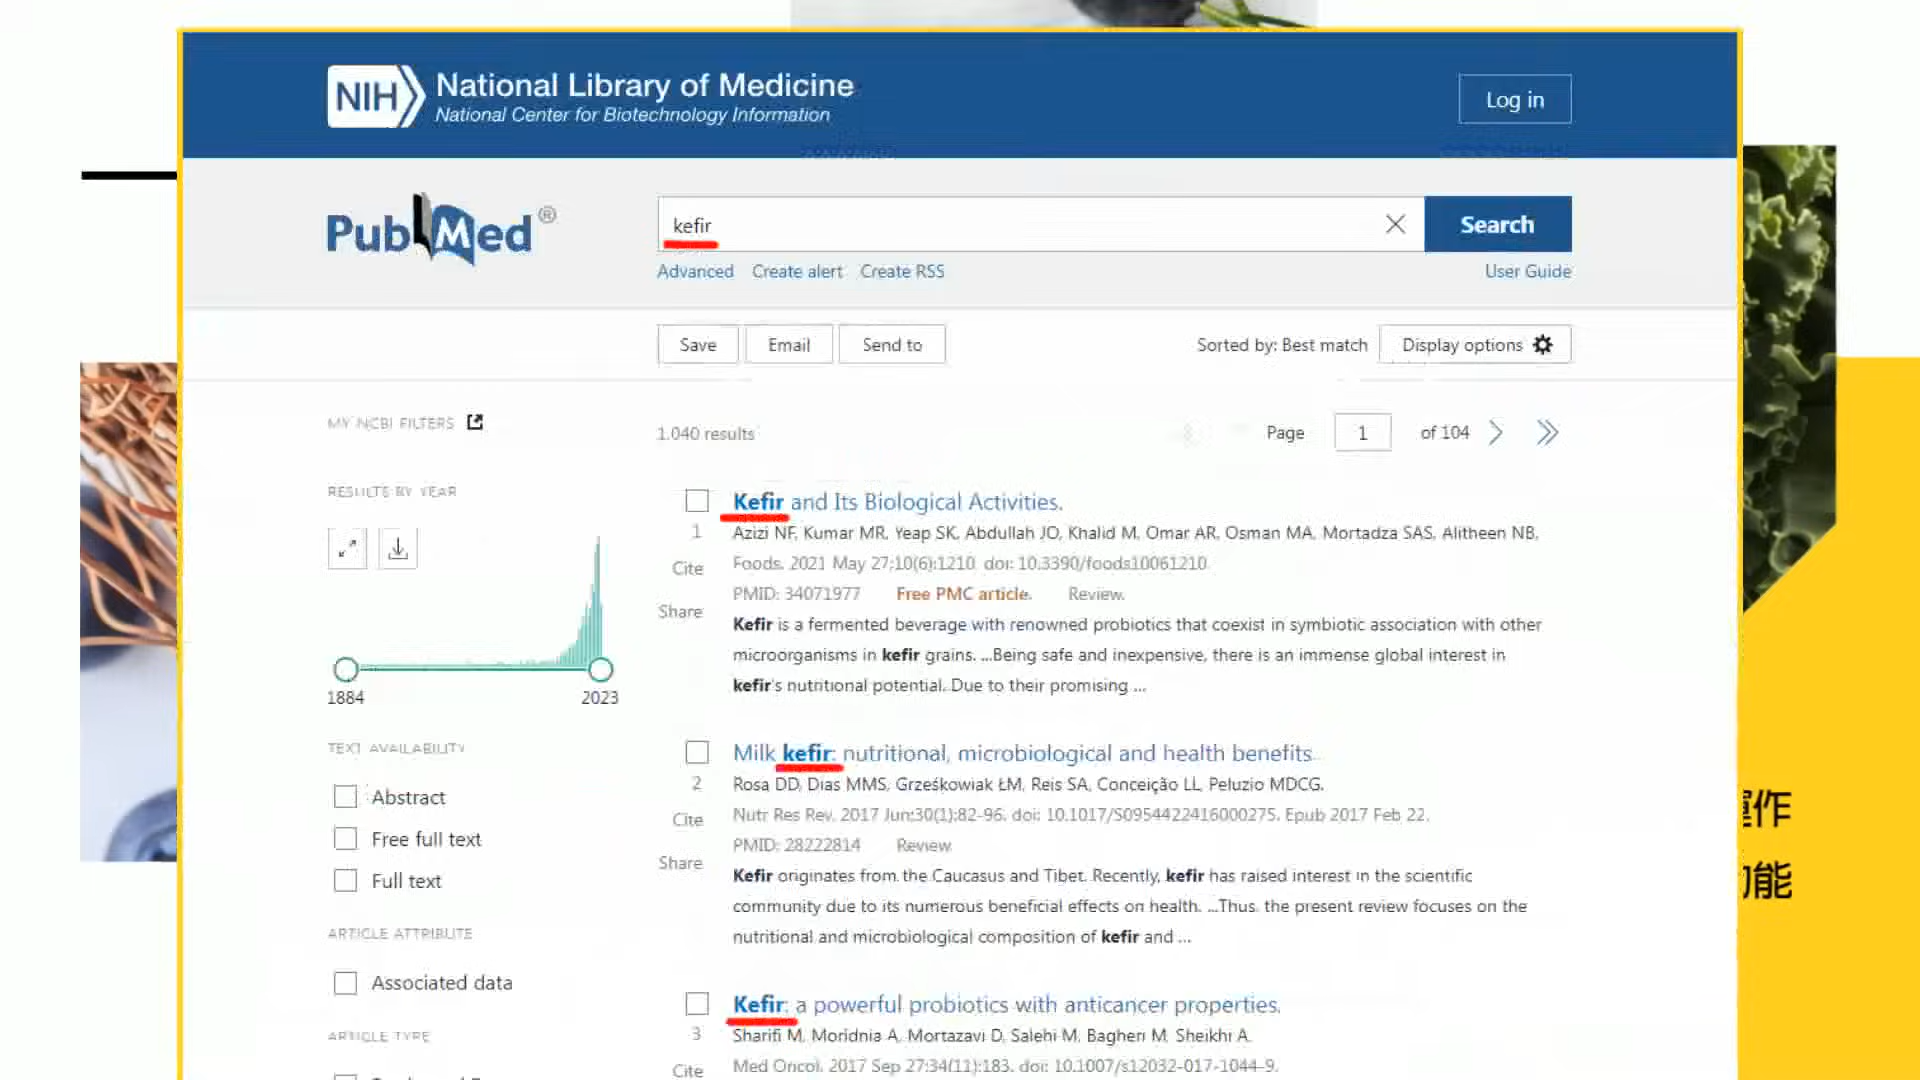 NIH National Library of Medicine
National Center for Biotechnology Information
Log in
PubMed®
kefir
Search
Advanced Create alert Create RSS
User Guide
Save Email Send to
Sorted by: Best match Display options
MY NCBI FILTERS
1,040 results
Page 1 of 104
RESULTS BY YEAR
1884 2023
TEXT AVAILABILITY
Abstract
Free full text
Full text
ARTICLE ATTRIBUTE
Associated data
ARTICLE TYPE
Kefir and Its Biological Activities.
1
Azizi NF, Kumar MR, Yeap SK, Abdullah JO, Khalid M, Omar AR, Osman MA, Mortadza SAS, Alitheen NB.
Cite
Foods. 2021 May 27;10(6):1210. doi: 10.3390/foods10061210.
PMID: 34071977 Free PMC article. Review.
Share
Kefir is a fermented beverage with renowned probiotics that coexist in symbiotic association with other
microorganisms in kefir grains. ...Being safe and inexpensive, there is an immense global interest in
kefir's nutritional potential. Due to their promising ...
Milk kefir: nutritional, microbiological and health benefits.
2
Rosa DD, Dias MMS, Grześkowiak ŁM, Reis SA, Conceição LL, Peluzio MDCG.
Cite
Nutr Res Rev. 2017 Jun;30(1):82-96. doi: 10.1017/S0954422416000275. Epub 2017 Feb 22.
PMID: 28222814 Review.
Share
Kefir originates from the Caucasus and Tibet. Recently, kefir has raised interest in the scientific
community due to its numerous beneficial effects on health. ...Thus, the present review focuses on the
nutritional and microbiological composition of kefir and ...
Kefir: a powerful probiotics with anticancer properties.
3
Sharifi M, Moridnia A, Mortazavi D, Salehi M, Bagheri M, Sheikhi A.
Cite
Med Oncol. 2017 Sep 27;34(11):183. doi: 10.1007/s12032-017-1044-9.
運作
功能